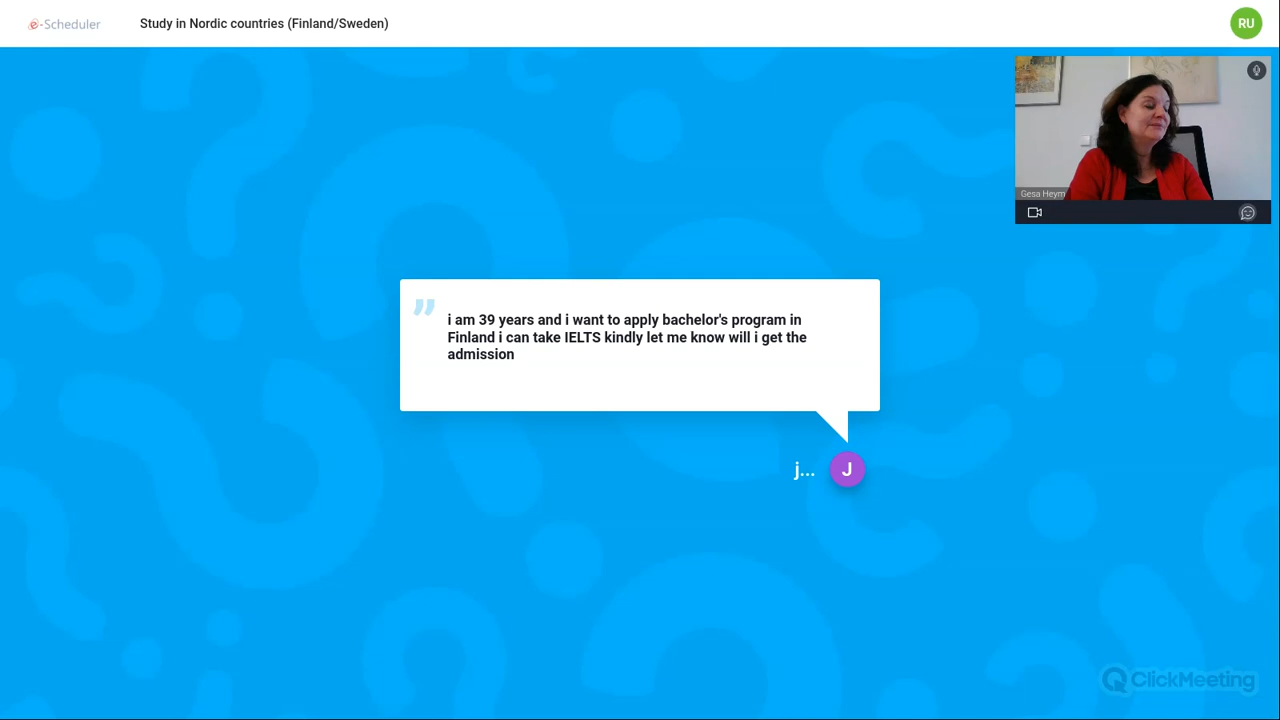 e-Scheduler
Study in Nordic countries (Finland/Sweden)
RU
Gesa Heym
i am 39 years and i want to apply bachelor's program in
Finland i can take IELTS kindly let me know will i get the
admission
j...
J
ClickMeeting